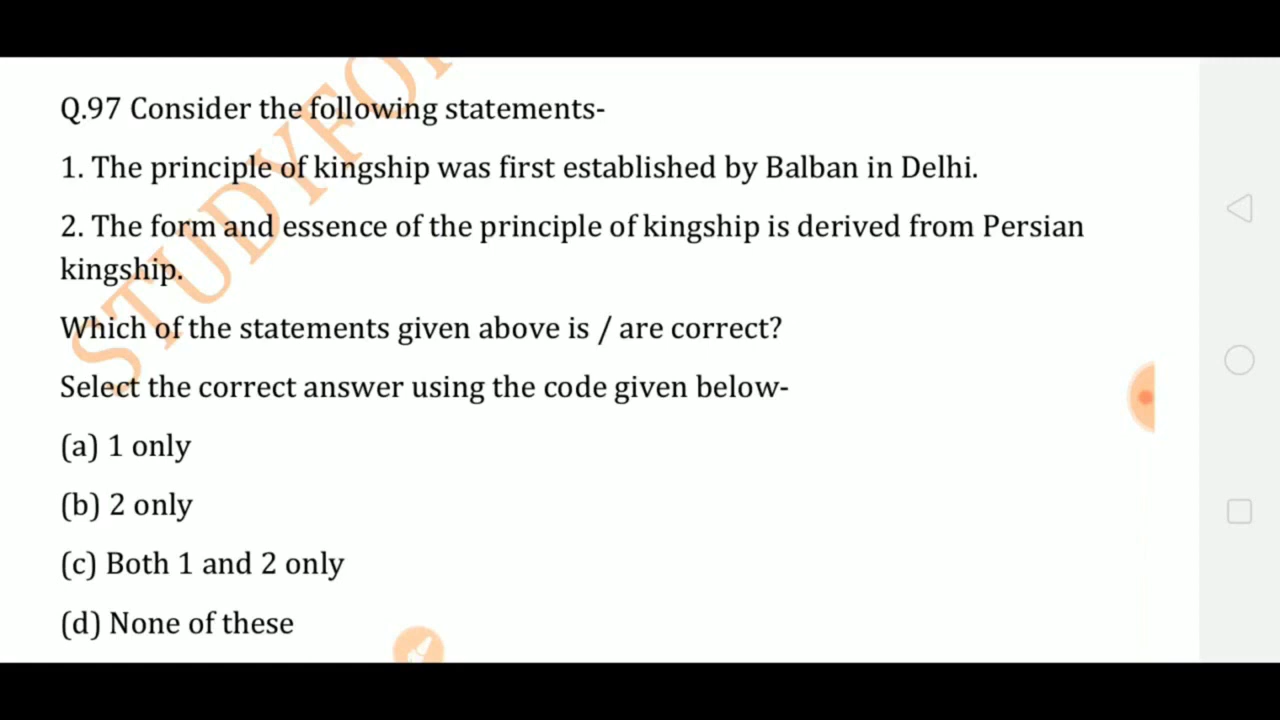 Q.97 Consider the following statements-
1. The principle of kingship was first established by Balban in Delhi.
2. The form and essence of the principle of kingship is derived from Persian
kingship.
Which of the statements given above is / are correct?
Select the correct answer using the code given below-
(a) 1 only
(b) 2 only
(c) Both 1 and 2 only
(d) None of these
STUDYFOR